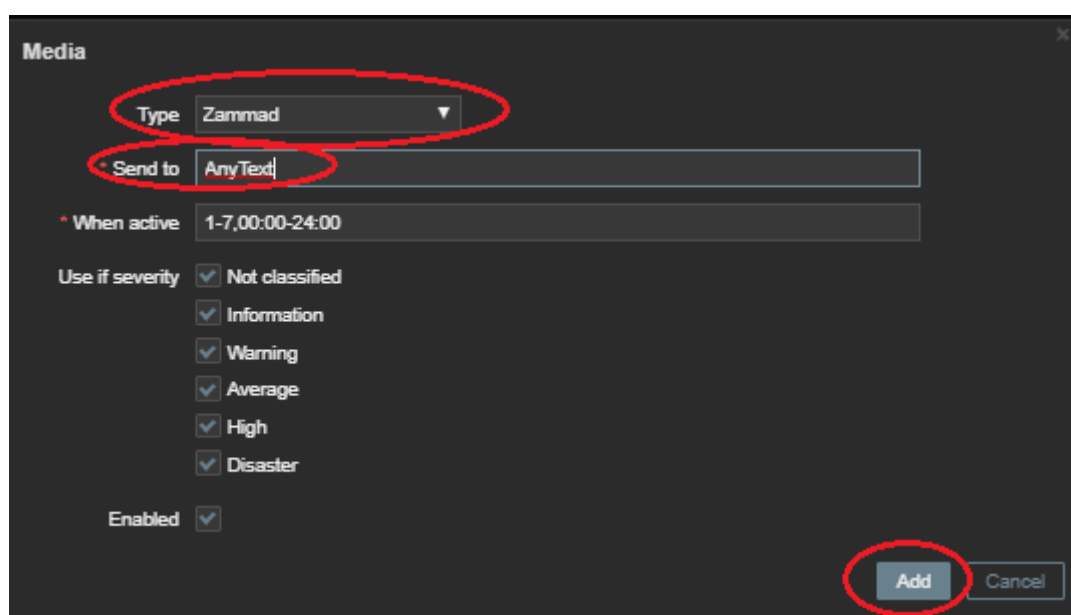 Media
Type Zammad
* Send to AnyText
* When active 1-7,00:00-24:00
Use if severity Not classified
Information
Warning
Average
High
Disaster
Enabled
Add Cancel